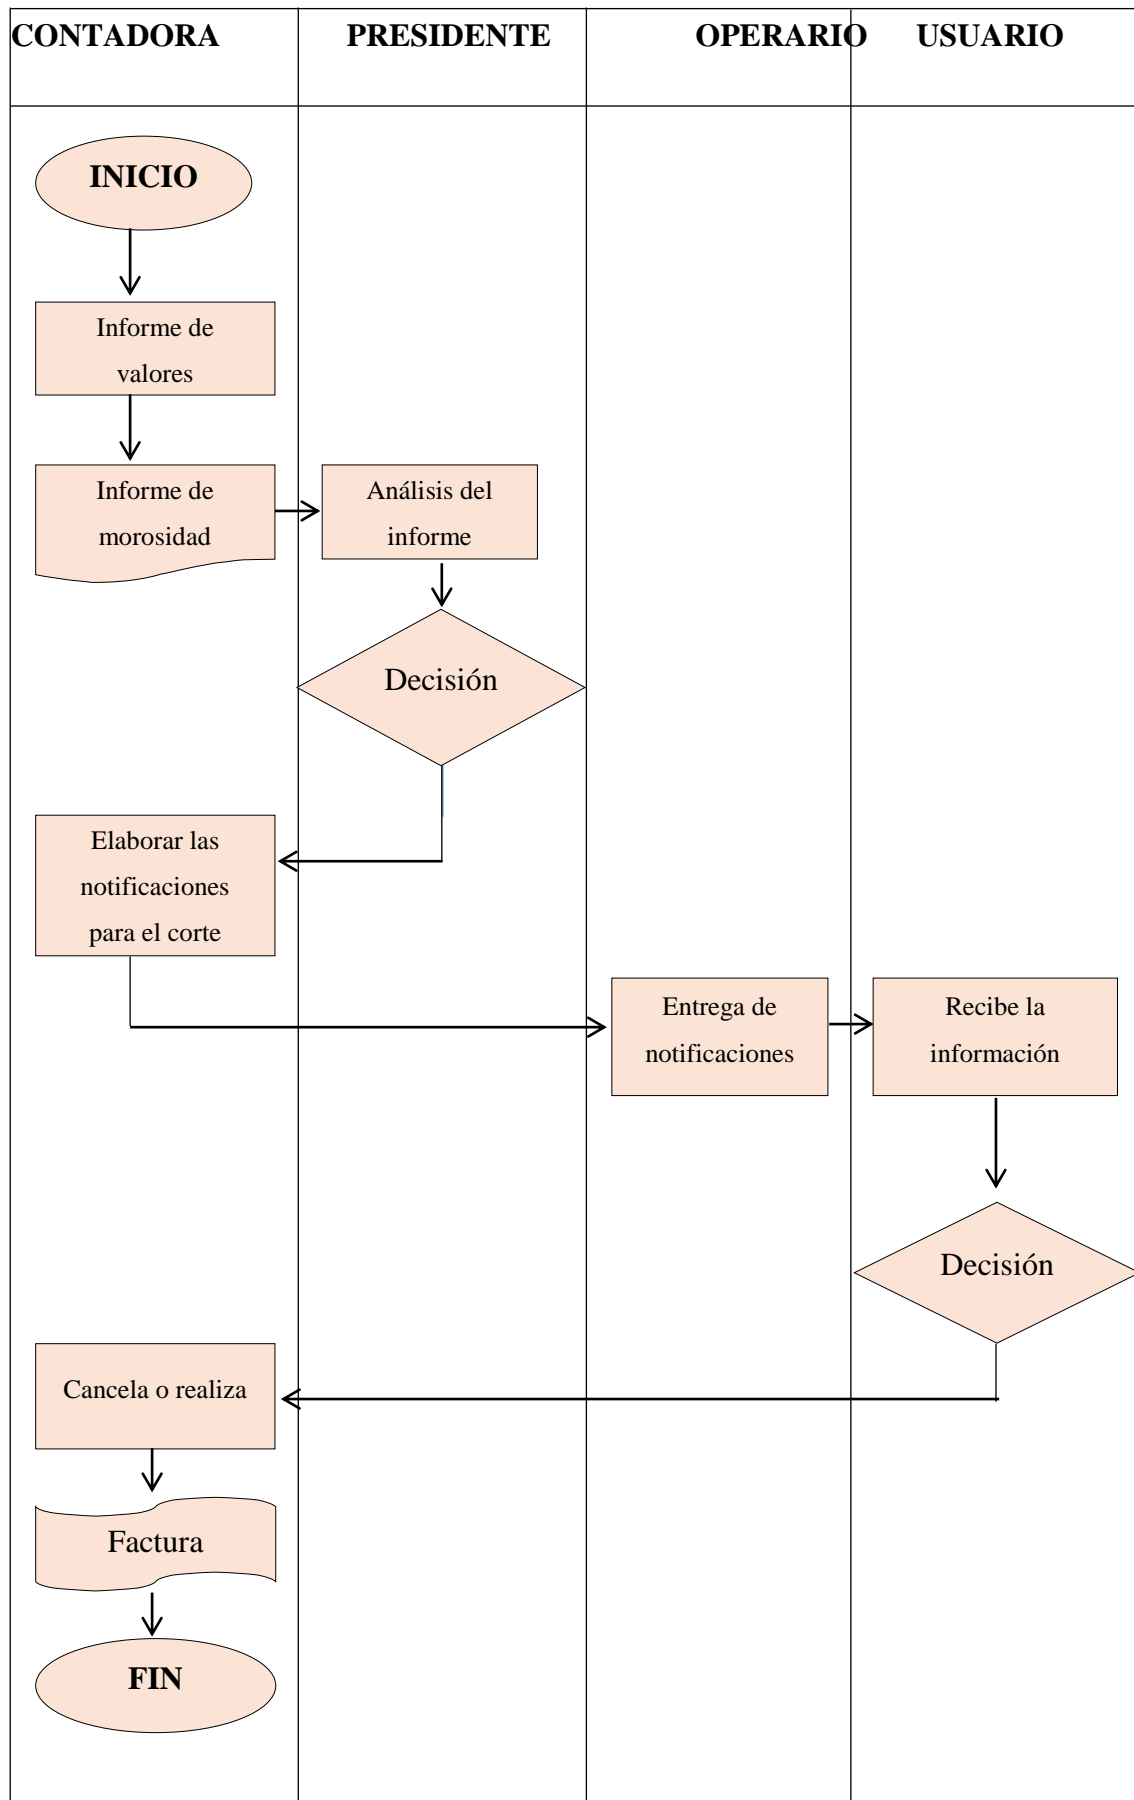 CONTADORA PRESIDENTE OPERARIO USUARIO
INICIO
Informe de
valores
Informe de
morosidad
Análisis del
informe
Decisión
Elaborar las
notificaciones
para el corte
Entrega de
notificaciones
Recibe la
información
Decisión
Cancela o realiza
Factura
FIN